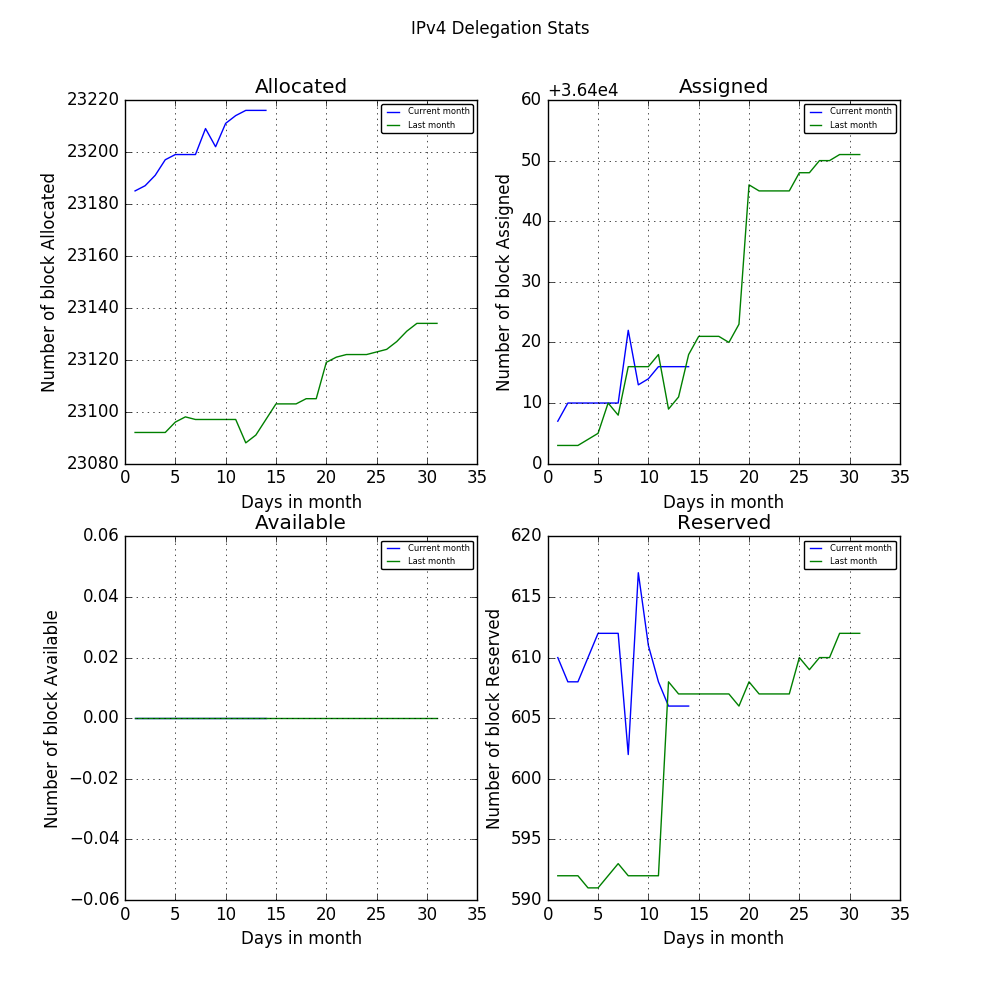 IPv4 Delegation Stats
Allocated
23220
23200
23180
23160
23140
23120
23100
23080
Number of block Allocated
0 5 10 15 20 25 30 35
Days in month
Current month
Last month
+3.64e4
Assigned
60
50
40
30
20
10
0
Number of block Assigned
0 5 10 15 20 25 30 35
Days in month
Current month
Last month
Available
0.06
0.04
0.02
0.00
−0.02
−0.04
−0.06
Number of block Available
0 5 10 15 20 25 30 35
Days in month
Current month
Last month
Reserved
620
615
610
605
600
595
590
Number of block Reserved
0 5 10 15 20 25 30 35
Days in month
Current month
Last month